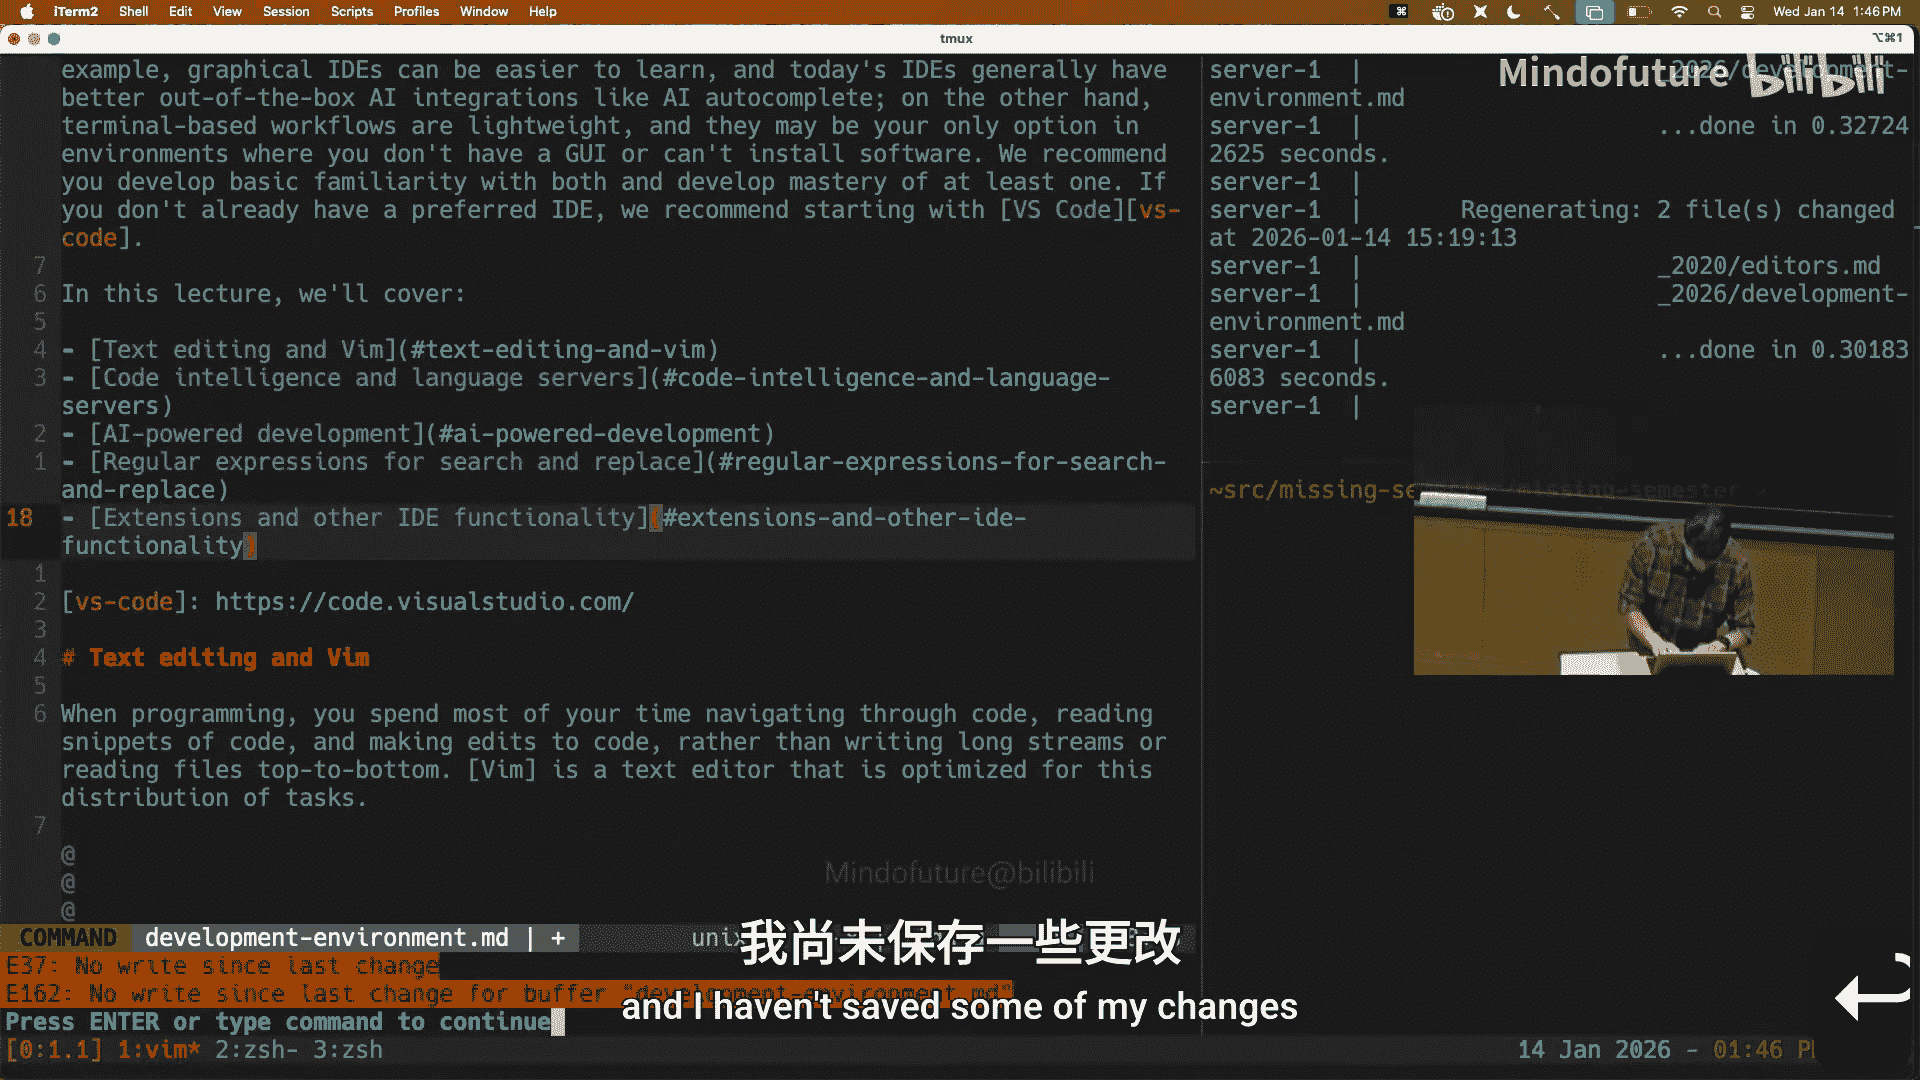 iTerm2 Shell Edit View Session Scripts Profiles Window Help
Wed Jan 14 1:46 PM
tmux
⌥⌘1
example, graphical IDEs can be easier to learn, and today's IDEs generally have
better out-of-the-box AI integrations like AI autocomplete; on the other hand,
terminal-based workflows are lightweight, and they may be your only option in
environments where you don't have a GUI or can't install software. We recommend
you develop basic familiarity with both and develop mastery of at least one. If
you don't already have a preferred IDE, we recommend starting with [VS Code][vs-
code].
7
6 In this lecture, we'll cover:
5
4 - [Text editing and Vim](#text-editing-and-vim)
3 - [Code intelligence and language servers](#code-intelligence-and-language-
servers)
2 - [AI-powered development](#ai-powered-development)
1 - [Regular expressions for search and replace](#regular-expressions-for-search-
and-replace)
18 - [Extensions and other IDE functionality](#extensions-and-other-ide-
functionality)
1
2 [vs-code]: https://code.visualstudio.com/
3
4 # Text editing and Vim
5
6 When programming, you spend most of your time navigating through code, reading
snippets of code, and making edits to code, rather than writing long streams or
reading files top-to-bottom. [Vim] is a text editor that is optimized for this
distribution of tasks.
7
@
@
@
COMMAND development-environment.md | + unix
E37: No write since last change
E162: No write since last change for buffer "development-environment.md"
Press ENTER or type command to continue
[0:1.1] 1:vim* 2:zsh- 3:zsh
server-1 | _2026/development-
environment.md
server-1 | ...done in 0.32724
2625 seconds.
server-1 |
server-1 | Regenerating: 2 file(s) changed
at 2026-01-14 15:19:13
server-1 | _2020/editors.md
server-1 | _2026/development-
environment.md
server-1 | ...done in 0.30183
6083 seconds.
server-1 |
~src/missing-semester/missing-semester
14 Jan 2026 - 01:46 P
Mindofuture bilibili
Mindofuture@bilibili
我尚未保存一些更改
and I haven't saved some of my changes